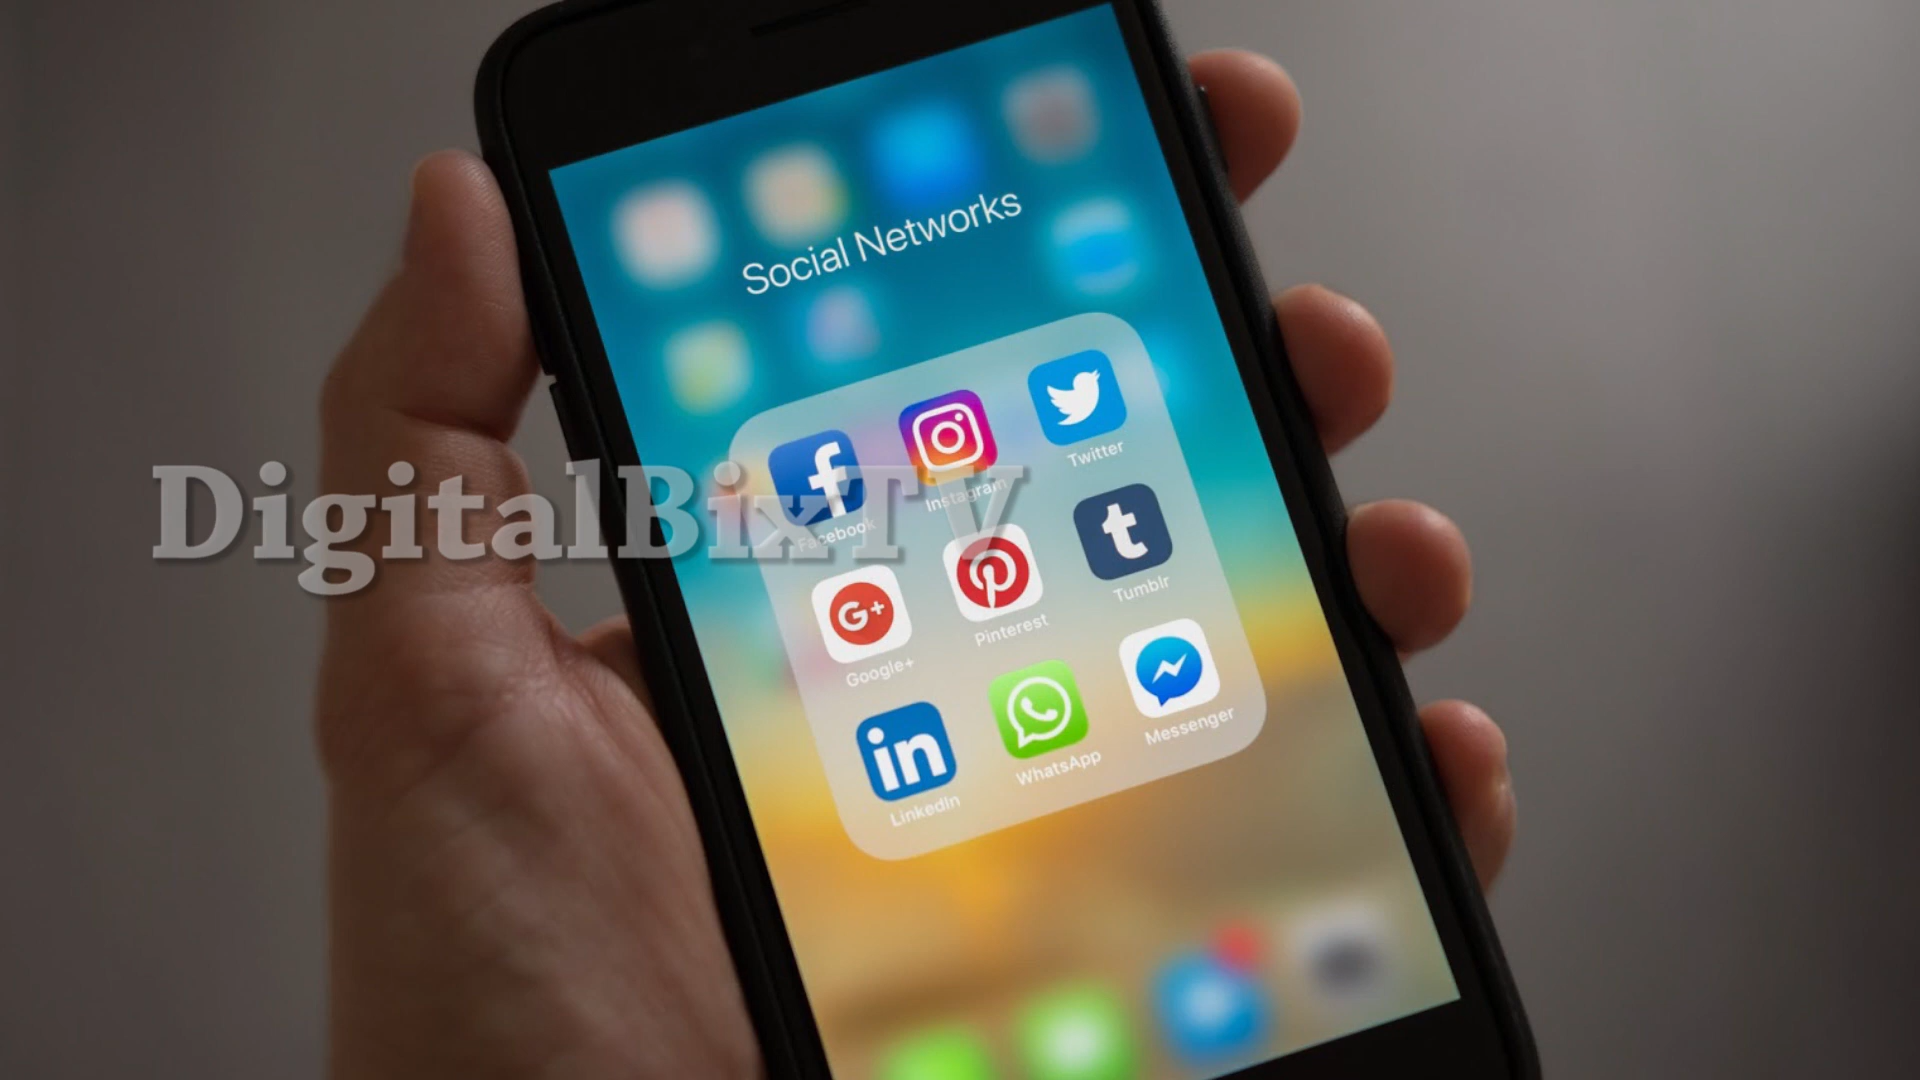 Social Networks
Facebook
Instagram
Twitter
Google+
Pinterest
Tumblr
LinkedIn
WhatsApp
Messenger
DigitalBixTV